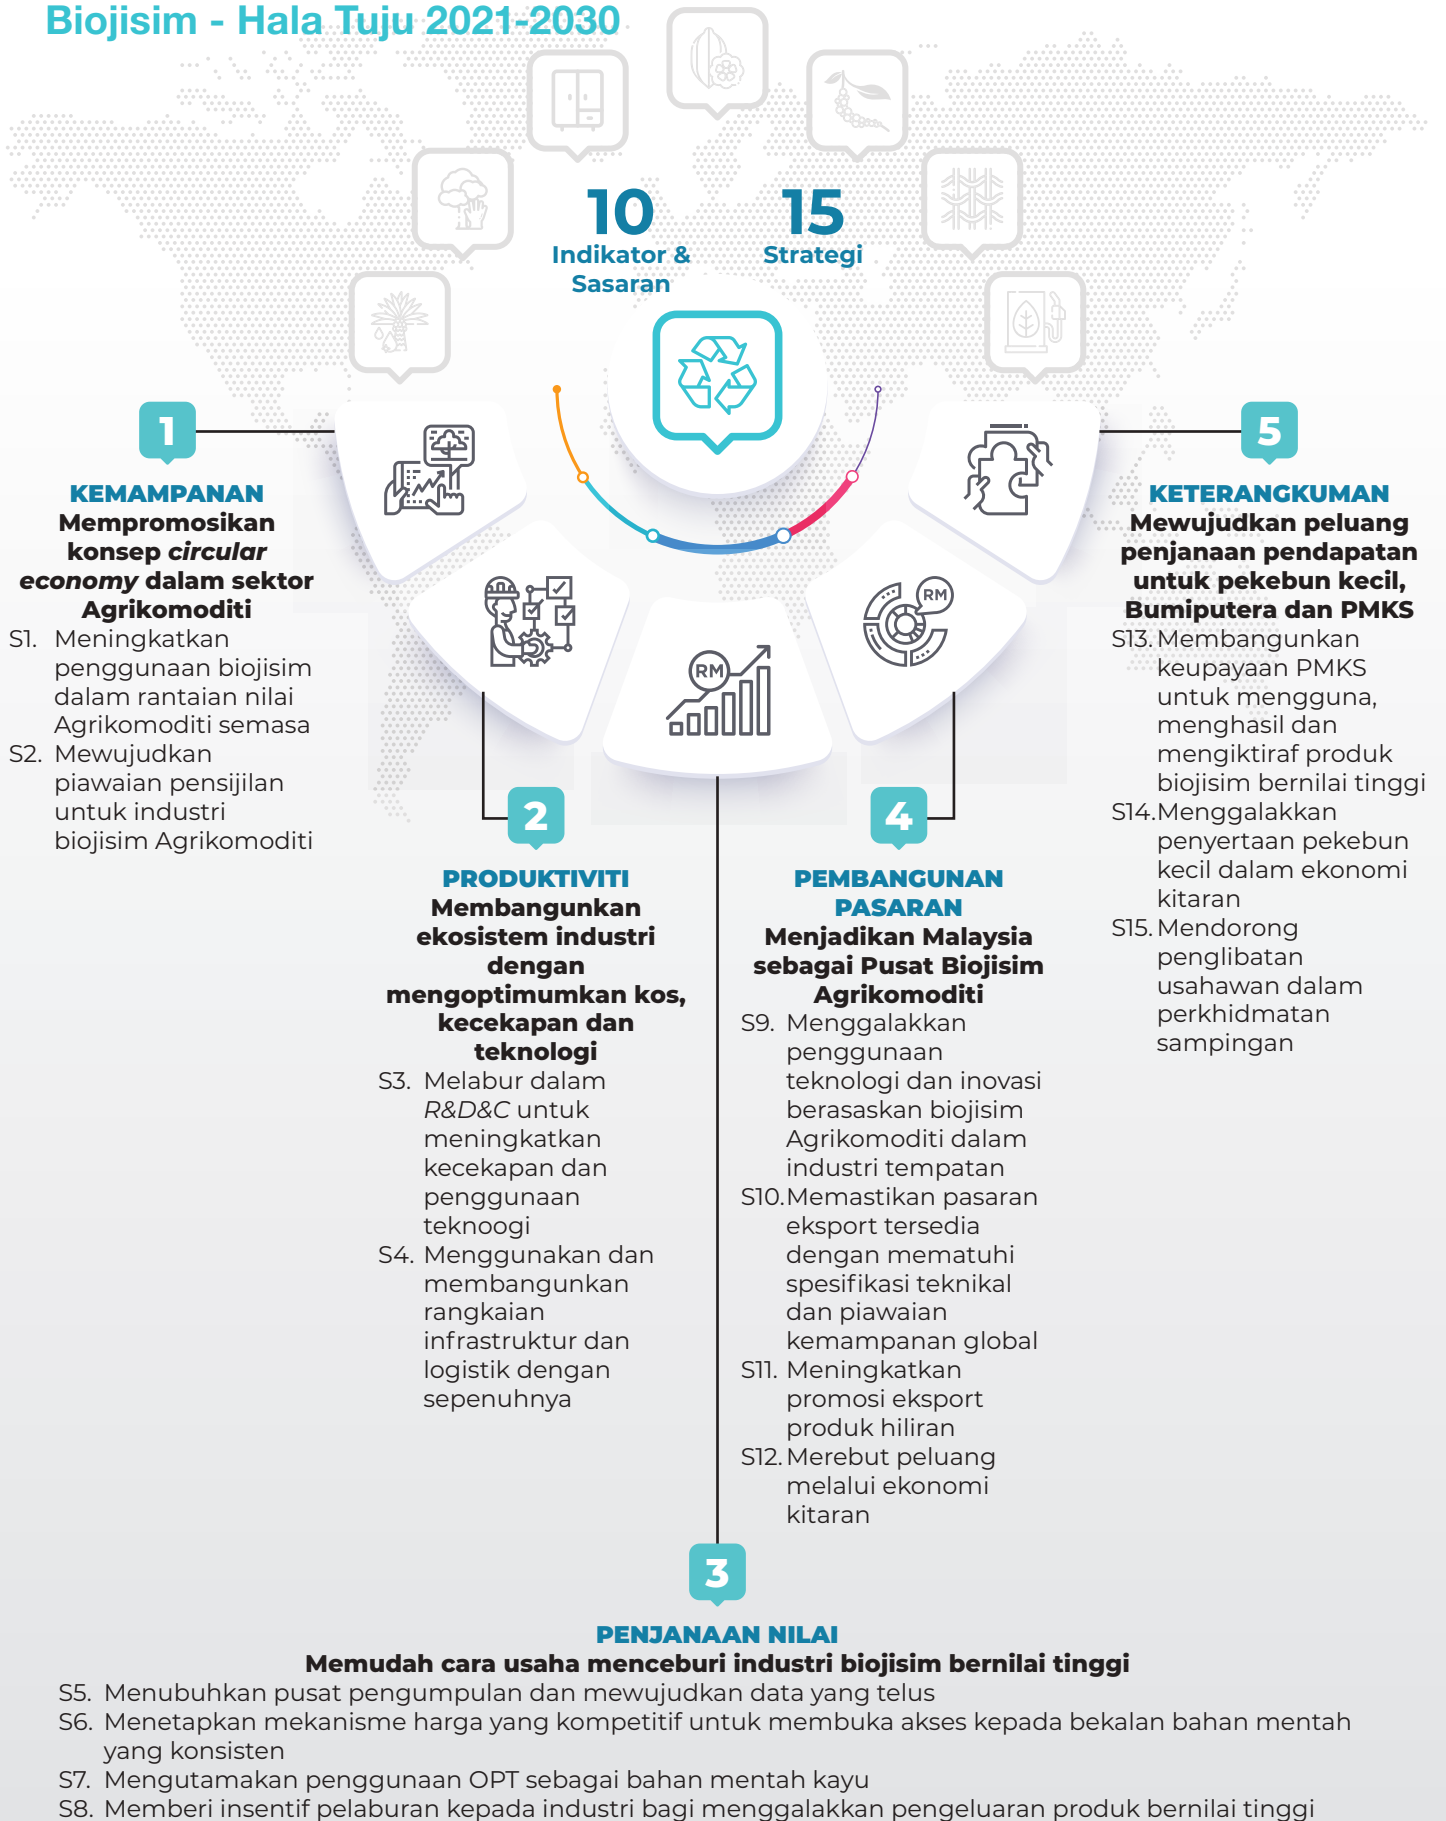 Biojisim - Hala Tuju 2021-2030
10
Indikator &
Sasaran
15
Strategi
1
KEMAMPANAN
Mempromosikan
konsep circular
economy dalam sektor
Agrikomoditi
S1. Meningkatkan
penggunaan biojisim
dalam rantaian nilai
Agrikomoditi semasa
S2. Mewujudkan
piawaian pensijilan
untuk industri
biojisim Agrikomoditi
RM
RM
2
PRODUKTIVITI
Membangunkan
ekosistem industri
dengan
mengoptimumkan kos,
kecekapan dan
teknologi
S3. Melabur dalam
R&D&C untuk
meningkatkan
kecekapan dan
penggunaan
teknoogi
S4. Menggunakan dan
membangunkan
rangkaian
infrastruktur dan
logistik dengan
sepenuhnya
4
PEMBANGUNAN
PASARAN
Menjadikan Malaysia
sebagai Pusat Biojisim
Agrikomoditi
S9. Menggalakkan
penggunaan
teknologi dan inovasi
berasaskan biojisim
Agrikomoditi dalam
industri tempatan
S10. Memastikan pasaran
eksport tersedia
dengan mematuhi
spesifikasi teknikal
dan piawaian
kemampanan global
S11. Meningkatkan
promosi eksport
produk hiliran
S12. Merebut peluang
melalui ekonomi
kitaran
5
KETERANGKUMAN
Mewujudkan peluang
penjanaan pendapatan
untuk pekebun kecil,
Bumiputera dan PMKS
S13. Membangunkan
keupayaan PMKS
untuk mengguna,
menghasil dan
mengiktiraf produk
biojisim bernilai tinggi
S14. Menggalakkan
penyertaan pekebun
kecil dalam ekonomi
kitaran
S15. Mendorong
penglibatan
usahawan dalam
perkhidmatan
sampingan
3
PENJANAAN NILAI
Memudah cara usaha menceburi industri biojisim bernilai tinggi
S5. Menubuhkan pusat pengumpulan dan mewujudkan data yang telus
S6. Menetapkan mekanisme harga yang kompetitif untuk membuka akses kepada bekalan bahan mentah
yang konsisten
S7. Mengutamakan penggunaan OPT sebagai bahan mentah kayu
S8. Memberi insentif pelaburan kepada industri bagi menggalakkan pengeluaran produk bernilai tinggi